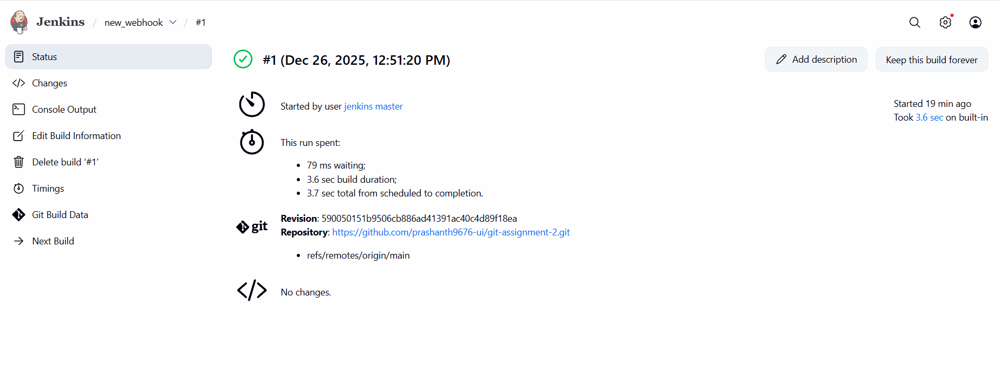 Jenkins / new_webhook / #1
Status
Changes
Console Output
Edit Build Information
Delete build ‘#1’
Timings
Git Build Data
Next Build
#1 (Dec 26, 2025, 12:51:20 PM)
Add description
Keep this build forever
Started by user jenkins master
Started 19 min ago
Took 3.6 sec on built-in
This run spent:
• 79 ms waiting;
• 3.6 sec build duration;
• 3.7 sec total from scheduled to completion.
git
Revision: 590050151b9506cb886ad41391ac40c4d89f18ea
Repository: https://github.com/prashanth9676-ui/git-assignment-2.git
• refs/remotes/origin/main
No changes.